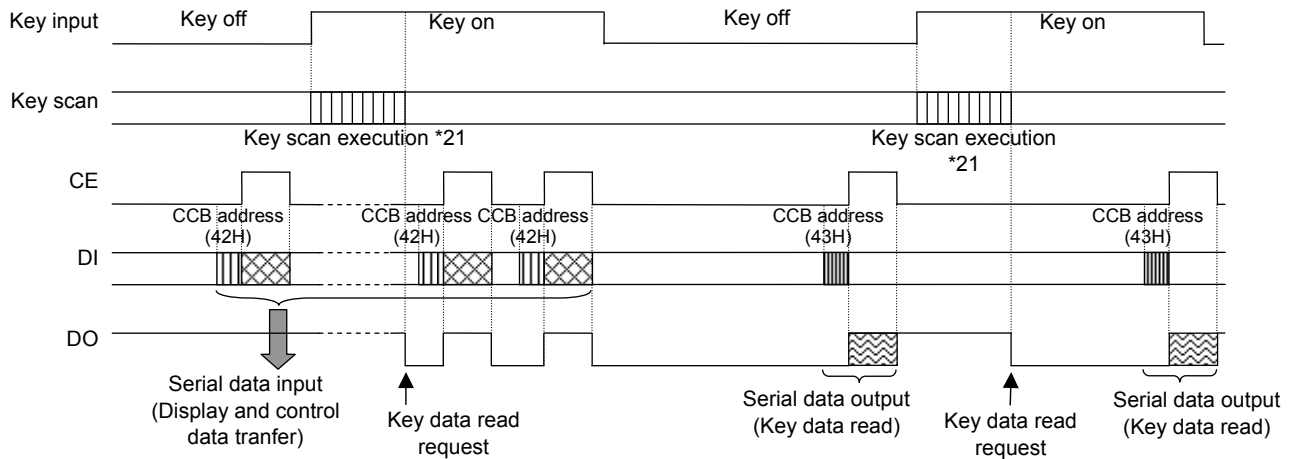 Key input
Key off
Key on
Key off
Key on
Key scan
Key scan execution *21
Key scan execution
*21
CE
CCB address
(42H)
CCB address
(42H)
CCB address
(42H)
CCB address
(43H)
CCB address
(43H)
DI
DO
Serial data input
(Display and control
data tranfer)
Key data read
request
Serial data output
(Key data read)
Key data read
request
Serial data output
(Key data read)